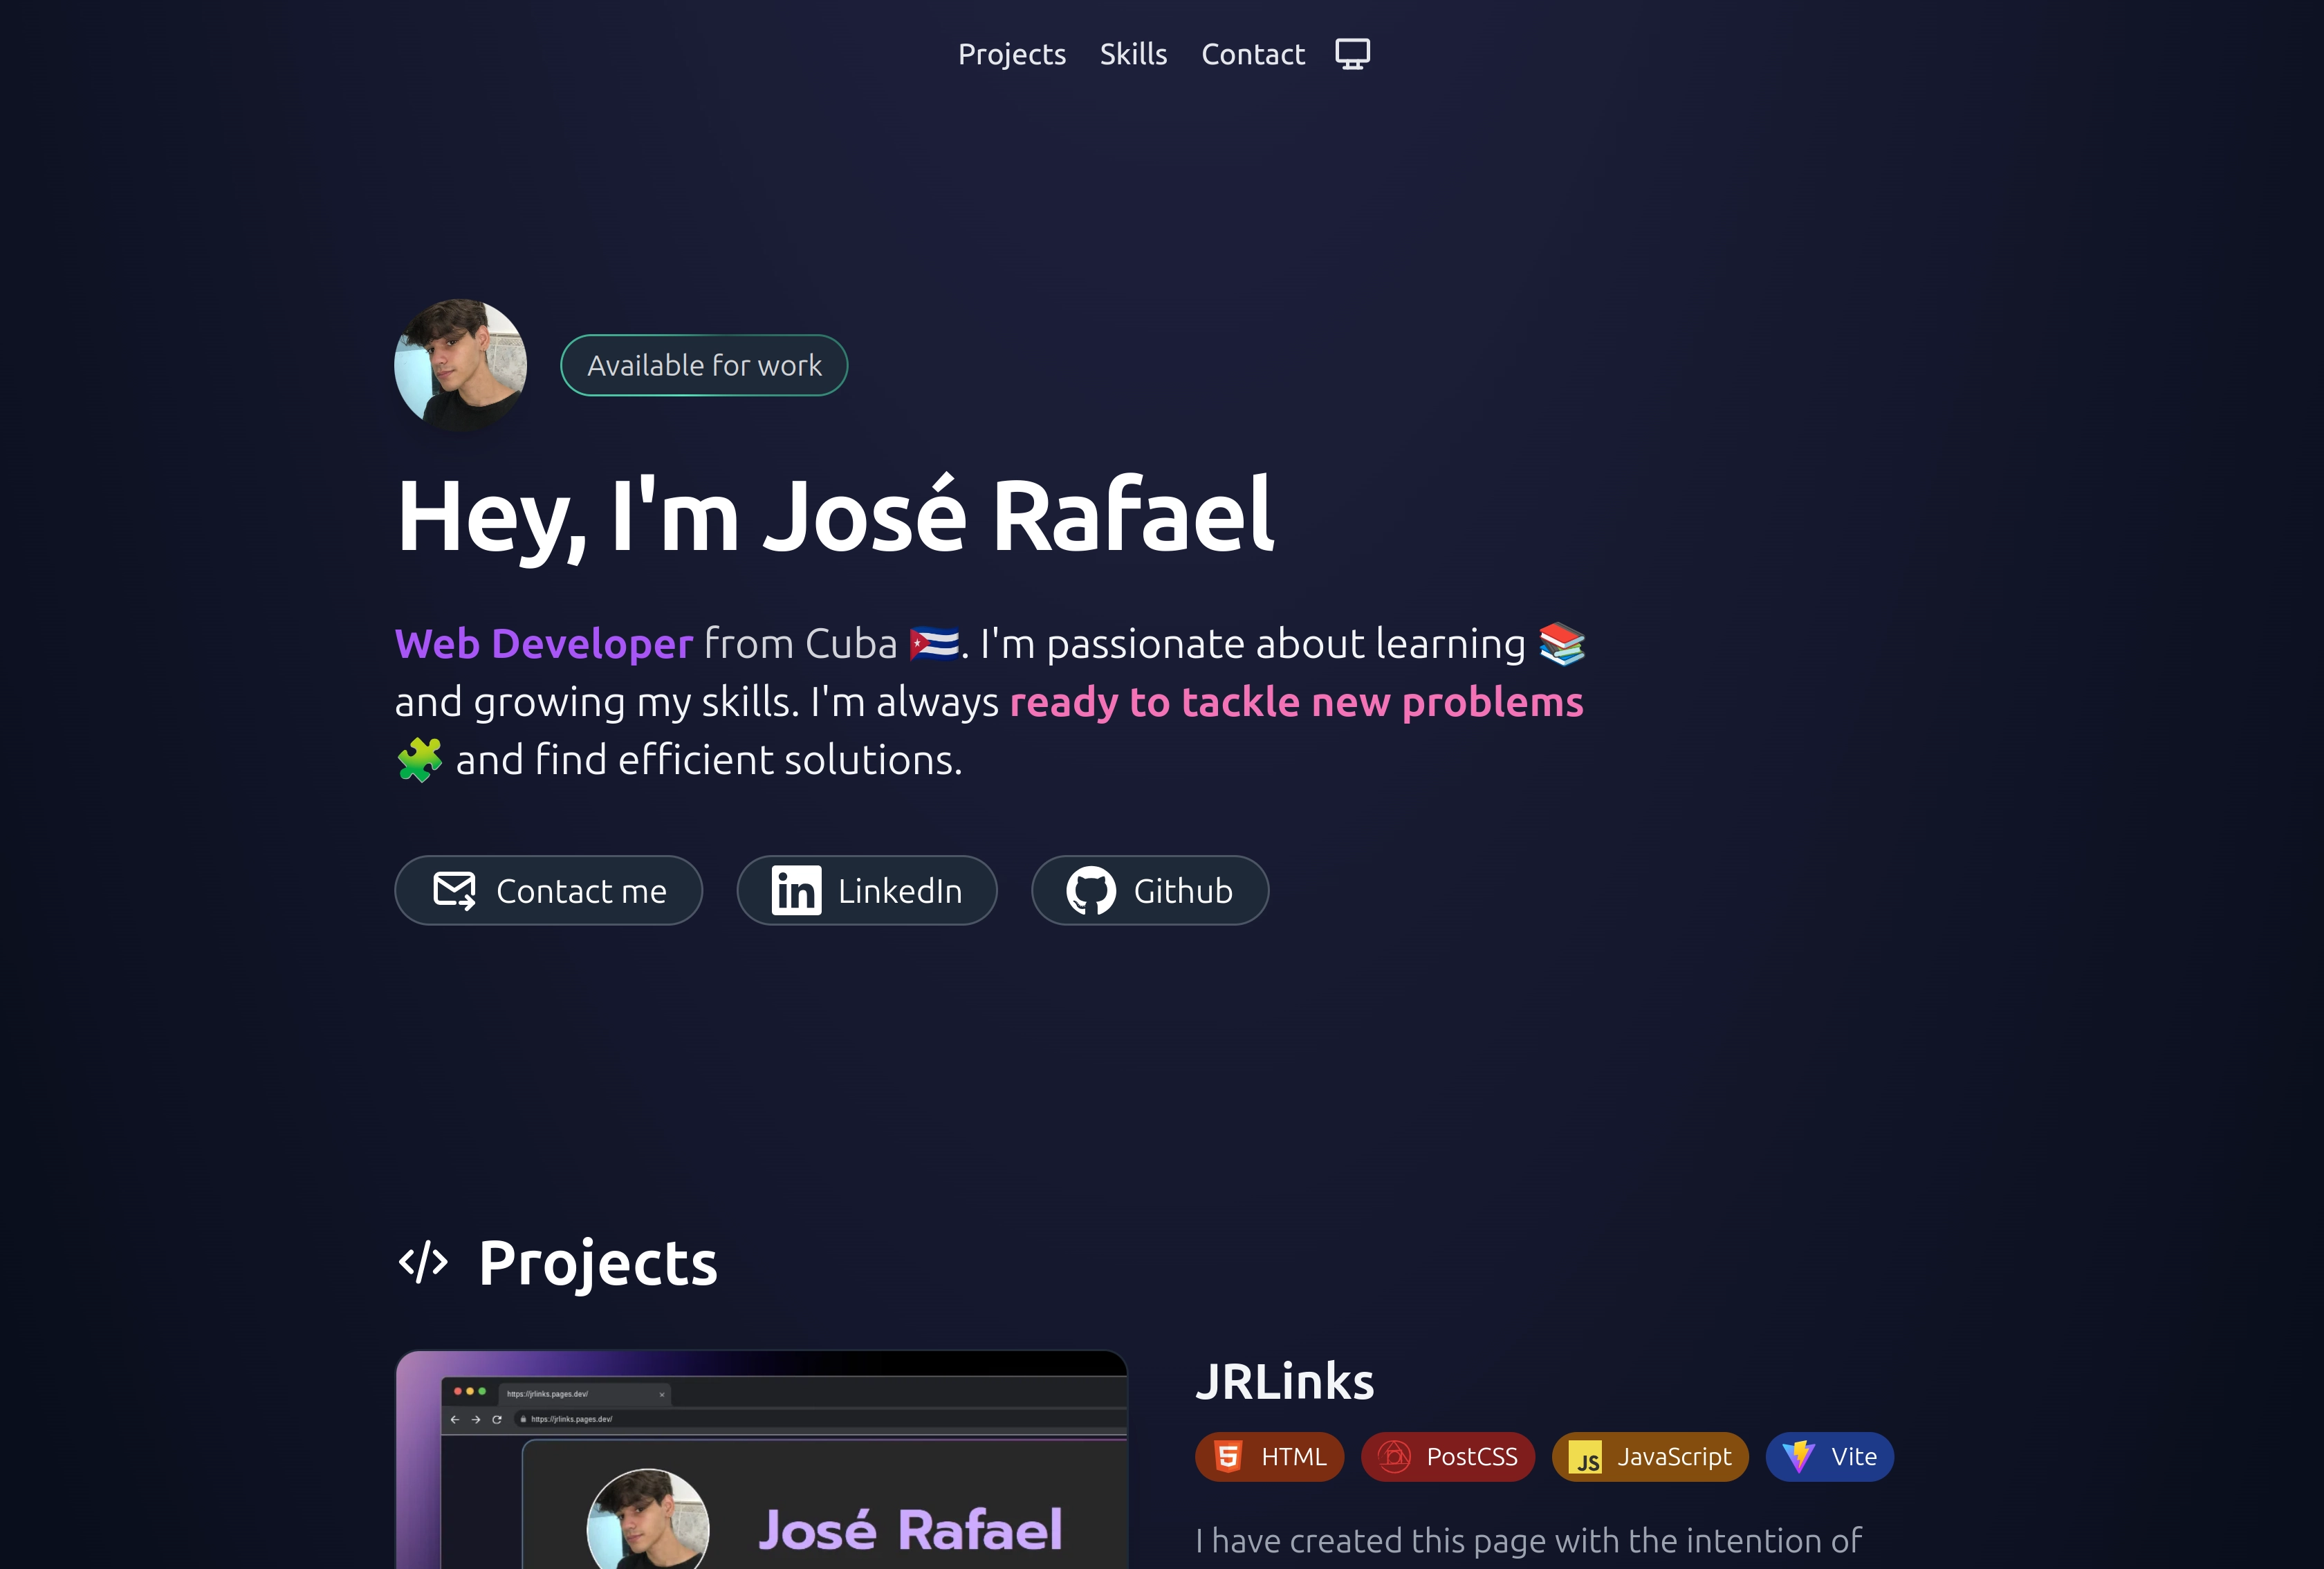 Projects Skills Contact
Available for work
Hey, I'm José Rafael
Web Developer from Cuba 🇨🇺. I'm passionate about learning 📚
and growing my skills. I'm always ready to tackle new problems
🧩 and find efficient solutions.
Contact me
LinkedIn
Github
</> Projects
https://jrlinks.pages.dev/
https://jrlinks.pages.dev/
José Rafael
JRLinks
HTML PostCSS JS JavaScript Vite
I have created this page with the intention of